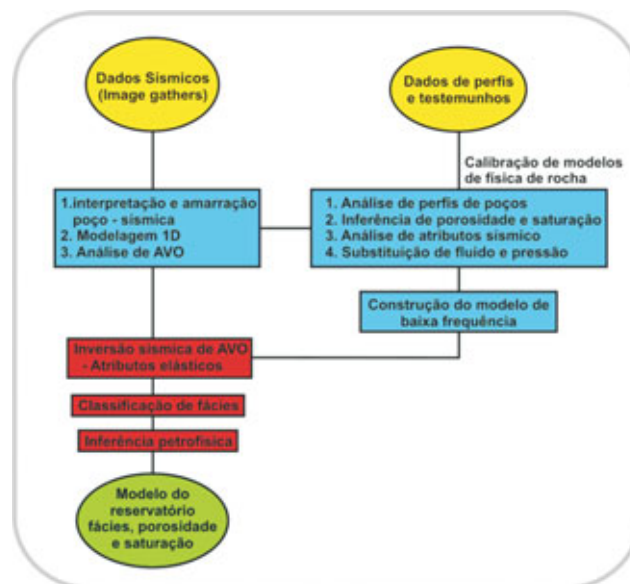 Dados Sísmicos
(Image gathers)
Dados de perfis
e testemunhos
Calibração de modelos
de física de rocha
1.interpretação e amarração
poço - sísmica
2. Modelagem 1D
3. Análise de AVO
1. Análise de perfis de poços
2. Inferência de porosidade e saturação
3. Análise de atributos sísmico
4. Substituição de fluido e pressão
Construção do modelo de
baixa frequência
Inversão sísmica de AVO
- Atributos elásticos
Classificação de fácies
Inferência petrofísica
Modelo do
reservatório
fácies, porosidade
e saturação